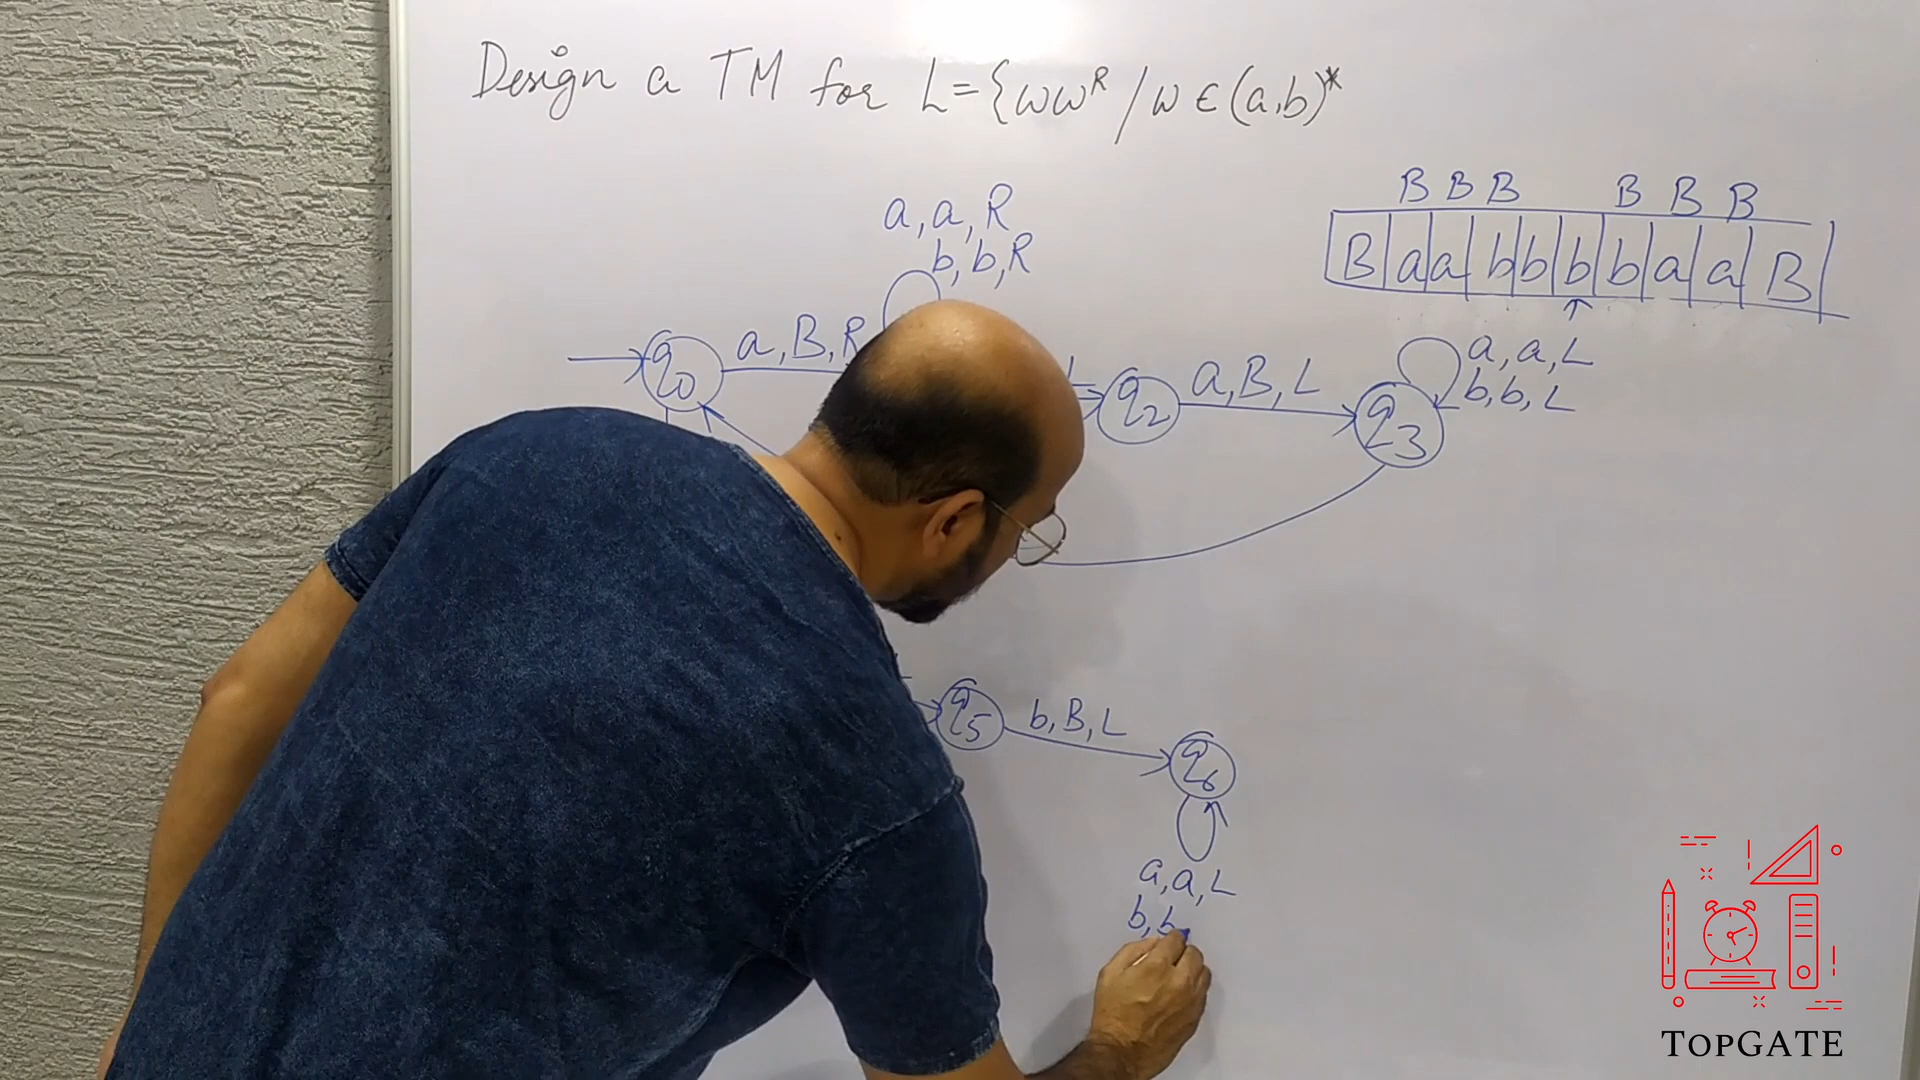 Design a TM for L={ωω^R / ω ∈ (a,b)*
B B B B B B
B a a b b b b a a B
a, a, R
b, b, R
q0 a, B, R
q2 a, B, L q3
a, a, L
b, b, L
q5 b, B, L q6
a, a, L
b, b
TOPGATE